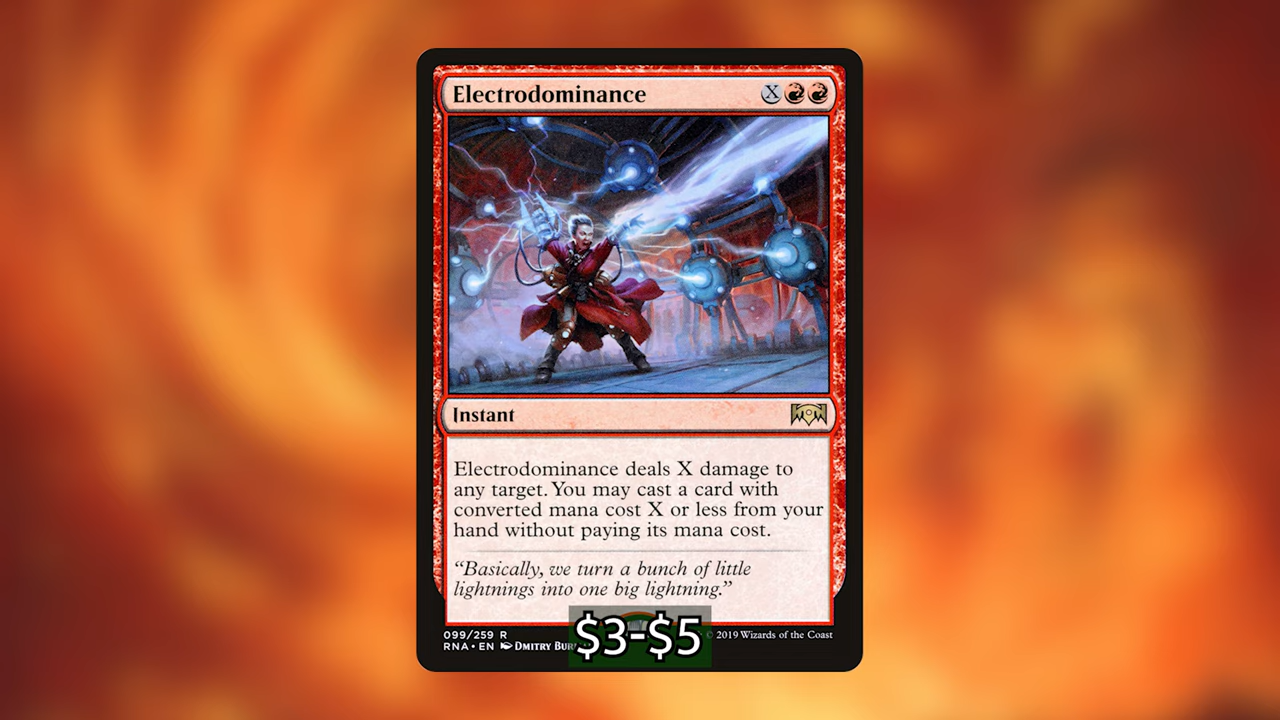 Electrodominance X
Instant
Electrodominance deals X damage to
any target. You may cast a card with
converted mana cost X or less from your
hand without paying its mana cost.
“Basically, we turn a bunch of little
lightnings into one big lightning.”
099/259 R
RNA • EN DMITRY
$3-$5
© 2019 Wizards of the Coast